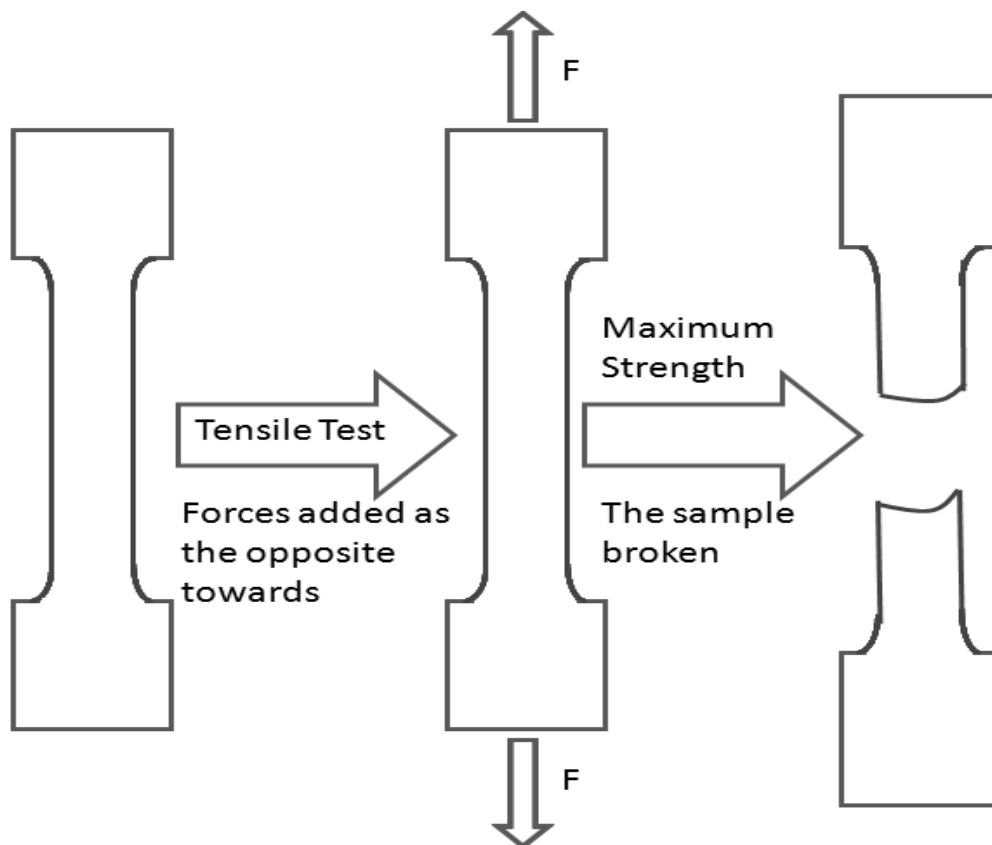 F
Tensile Test
Forces added as
the opposite
towards
Maximum
Strength
The sample
broken
F